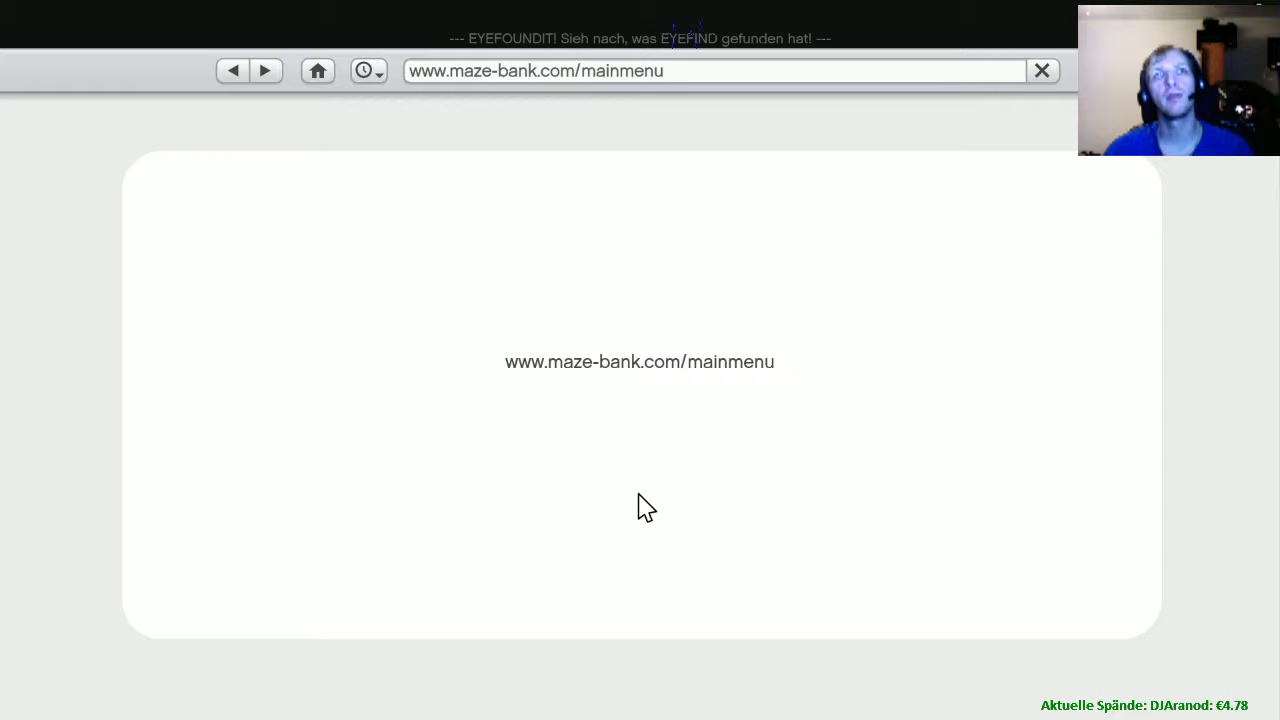 --- EYEFOUNDIT! Sieh nach, was EYEFIND gefunden hat! ---
www.maze-bank.com/mainmenu
www.maze-bank.com/mainmenu
Aktuelle Spände: DJAranod: €4.78